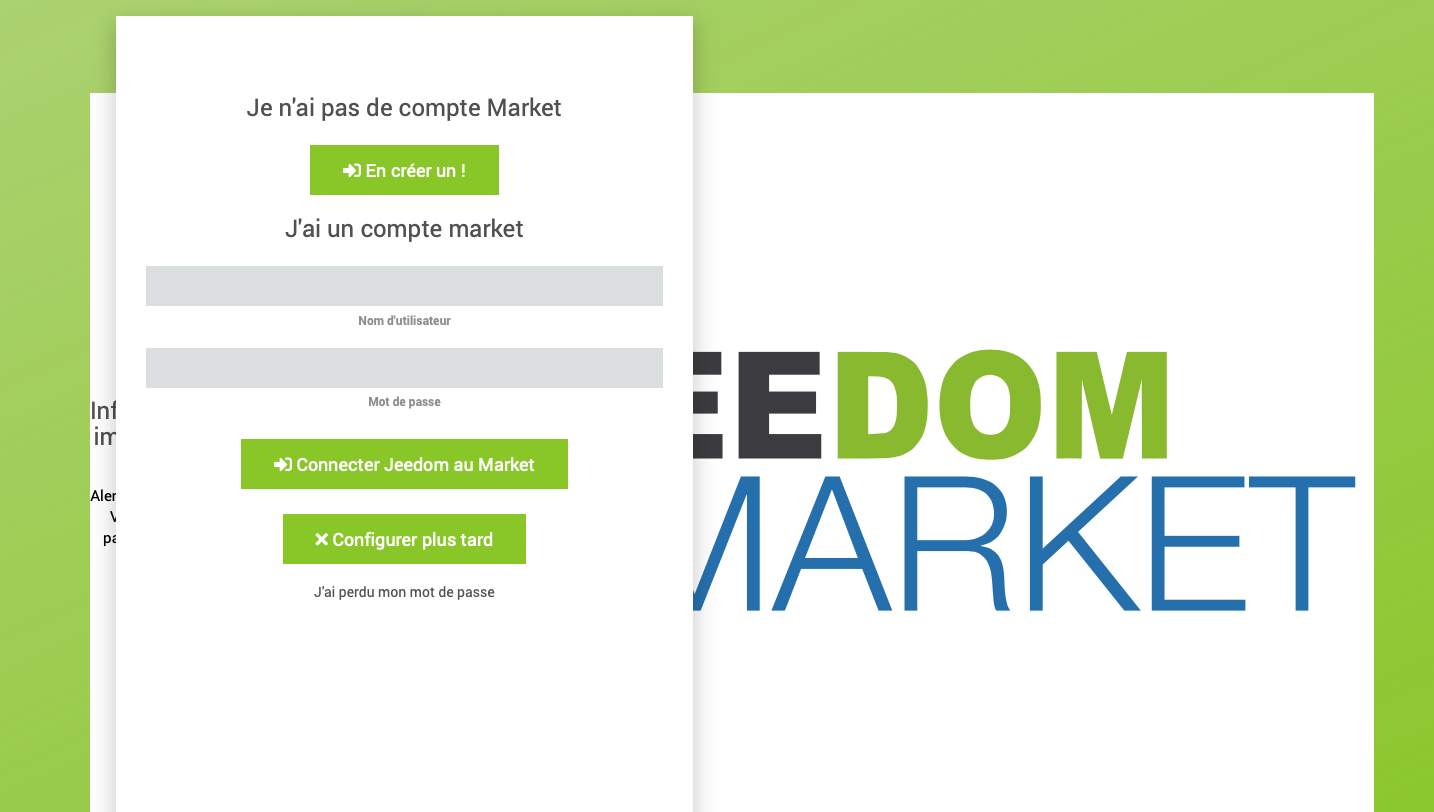 Je n'ai pas de compte Market
En créer un !
J'ai un compte market
Nom d'utilisateur
Mot de passe
Connecter Jeedom au Market
Configurer plus tard
J'ai perdu mon mot de passe
EEDOM
MARKET